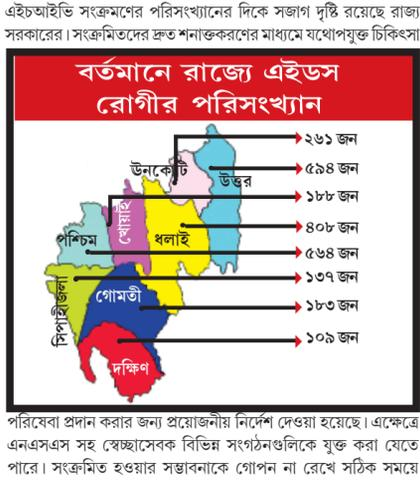 এইচআইভি সংক্রমণের পরিসংখ্যানের দিকে সজাগ দৃষ্টি রয়েছে রাজ্য
সরকারের। সংক্রমিতদের দ্রুত শনাক্তকরণের মাধ্যমে যথোপযুক্ত চিকিৎসা
বর্তমানে রাজ্যে এইডস
রোগীর পরিসংখ্যান
২৬১ জন
ঊনকোটি
৫৯৪ জন
উত্তর
১৮৮ জন
খোয়াই
৪০৮ জন
ধলাই
পশ্চিম
৫৬৪ জন
১৩৭ জন
সিপাহীজলা
গোমতী
১৮৩ জন
১০৯ জন
দক্ষিণ
পরিষেবা প্রদান করার জন্য প্রয়োজনীয় নির্দেশ দেওয়া হয়েছে। এক্ষেত্রে
এনএসএস সহ স্বেচ্ছাসেবক বিভিন্ন সংগঠনগুলিকে যুক্ত করা যেতে
পারে। সংক্রমিত হওয়ার সম্ভাবনাকে গোপন না রেখে সঠিক সময়ে